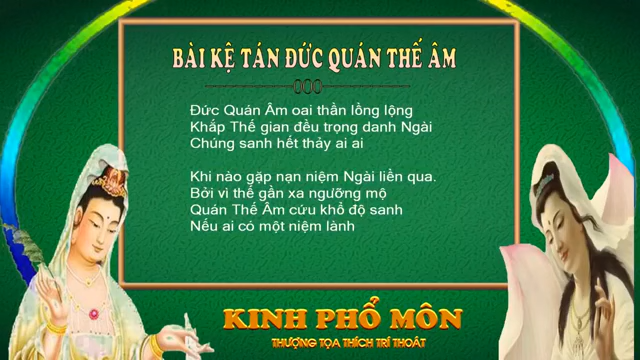 BÀI KỆ TÁN ĐỨC QUÁN THẾ ÂM
Đức Quán Âm oai thần lồng lộng
Khắp Thế gian đều trọng danh Ngài
Chúng sanh hết thảy ai ai
Khi nào gặp nạn niệm Ngài liền qua.
Bởi vì thế gần xa ngưỡng mộ
Quán Thế Âm cứu khổ độ sanh
Nếu ai có một niệm lành
KINH PHỔ MÔN
THƯỢNG TỌA THÍCH TRÍ THOÁT